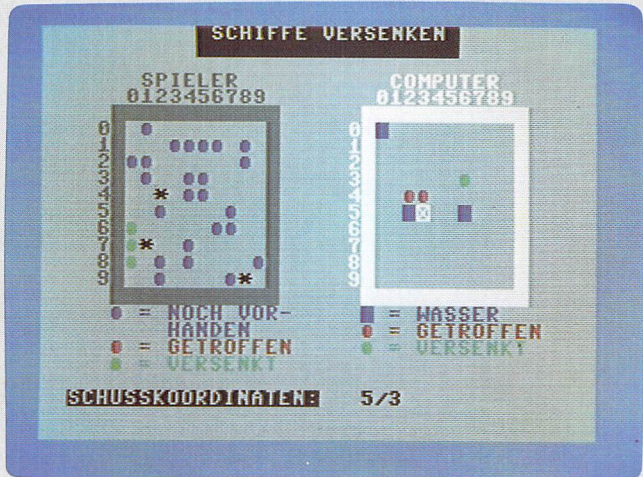 SCHIFFE VERSENKEN
SPIELER
0123456789
COMPUTER
0123456789
0
1
2
3
4
5
6
7
8
9
0
1
2
3
4
5
6
7
8
9
= NOCH VOR-
HANDEN
= GETROFFEN
= VERSENKT
= WASSER
= GETROFFEN
= VERSENKT
SCHUSSKOORDINATEN: 5/3